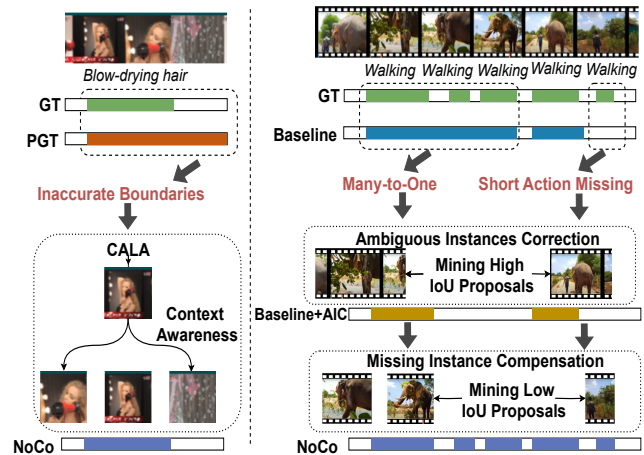 Blow-drying hair
GT
PGT
Inaccurate Boundaries
CALA
Context
Awareness
NoCo
Walking Walking Walking Walking Walking
GT
Baseline
Many-to-One
Short Action Missing
Ambiguous Instances Correction
Mining High
IoU Proposals
Baseline+AIC
Missing Instance Compensation
Mining Low
IoU Proposals
NoCo